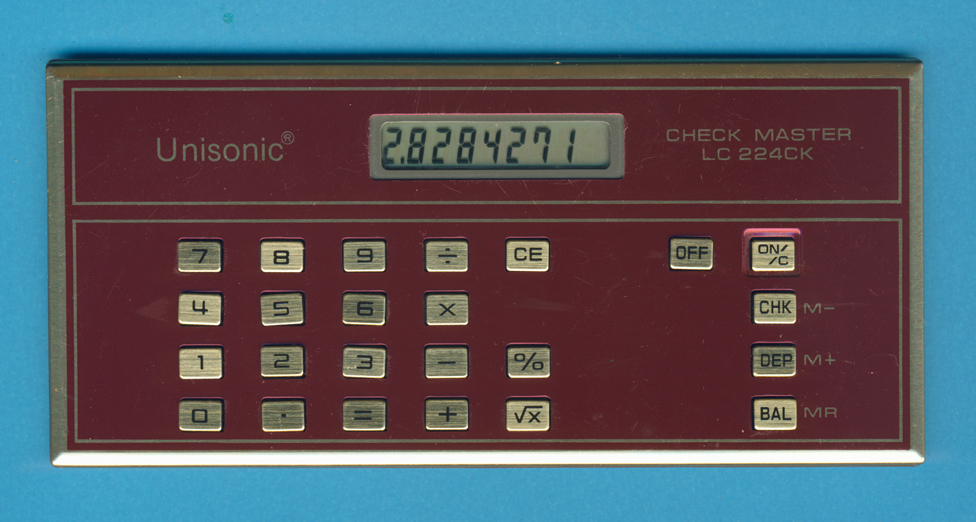 Unisonic®
2.8284271
CHECK MASTER
LC 224CK
7 8 9 ÷ CE OFF ON/C
4 5 6 X CHK M-
1 2 3 - % DEP M+
0 . = + √x BAL MR